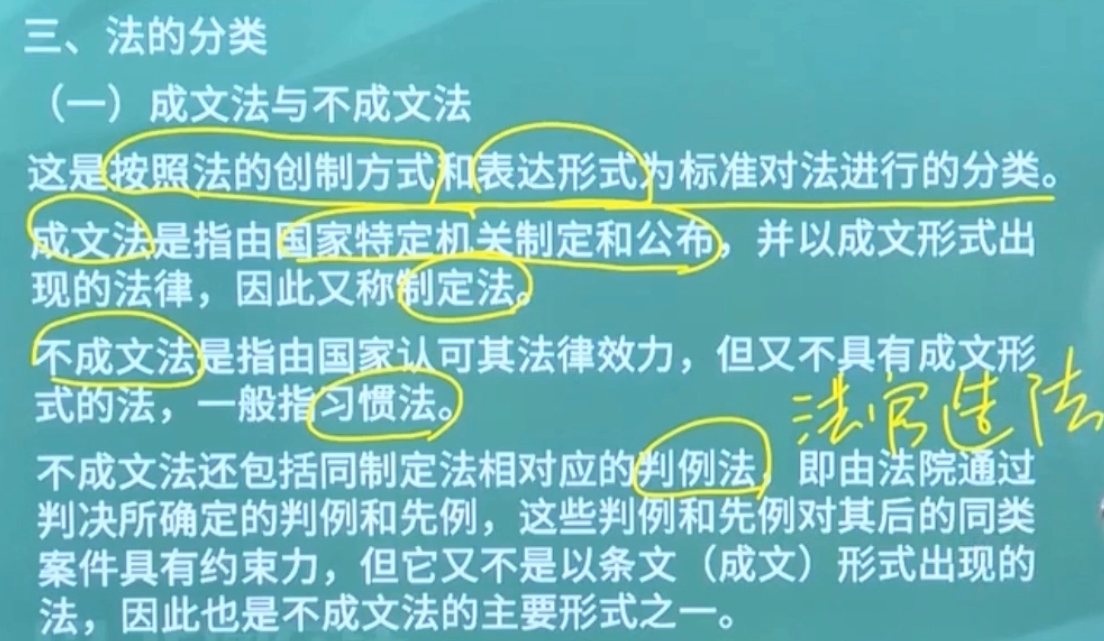 三、法的分类
（一）成文法与不成文法
这是按照法的创制方式和表达形式为标准对法进行的分类。
成文法是指由国家特定机关制定和公布，并以成文形式出
现的法律，因此又称制定法。
不成文法是指由国家认可其法律效力，但又不具有成文形
式的法，一般指习惯法。
法官造法
不成文法还包括同制定法相对应的判例法，即由法院通过
判决所确定的判例和先例，这些判例和先例对其后的同类
案件具有约束力，但它又不是以条文（成文）形式出现的
法，因此也是不成文法的主要形式之一。